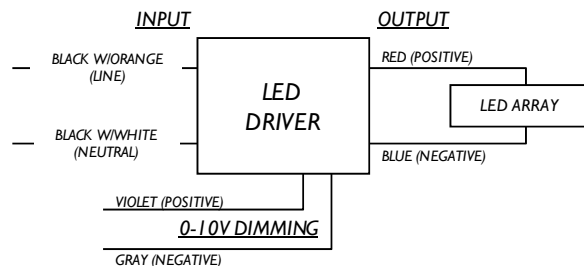 INPUT
OUTPUT
BLACK W/ORANGE
(LINE)
RED (POSITIVE)
LED
DRIVER
LED ARRAY
BLACK W/WHITE
(NEUTRAL)
BLUE (NEGATIVE)
VIOLET (POSITIVE)
0-10V DIMMING
GRAY (NEGATIVE)